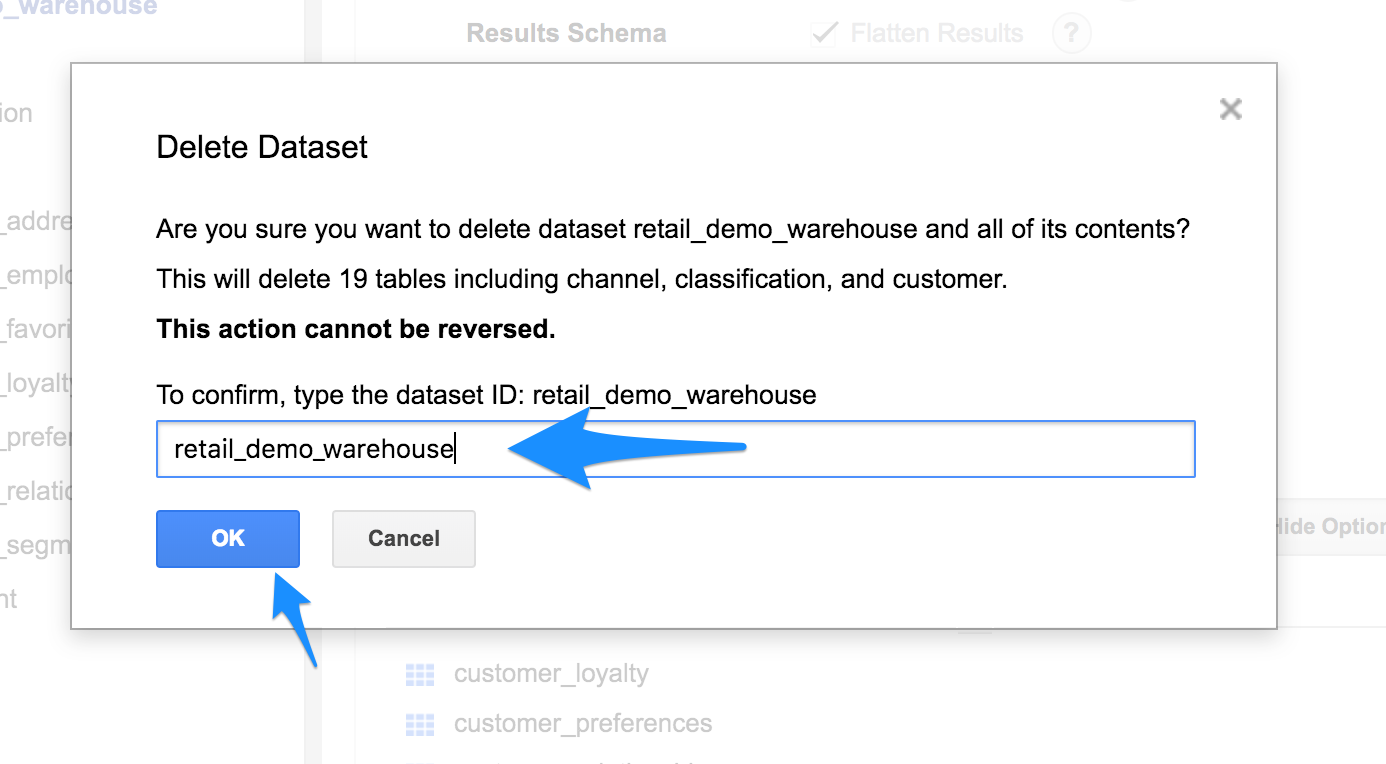 _warehouse
Results Schema
Flatten Results
?
ion
Delete Dataset
Are you sure you want to delete dataset retail_demo_warehouse and all of its contents?
This will delete 19 tables including channel, classification, and customer.
This action cannot be reversed.
To confirm, type the dataset ID: retail_demo_warehouse
retail_demo_warehouse
OK
Cancel
_addre
_emplo
_favori
_loyalty
_prefer
_relatio
_segm
nt
Hide Option
customer_loyalty
customer_preferences